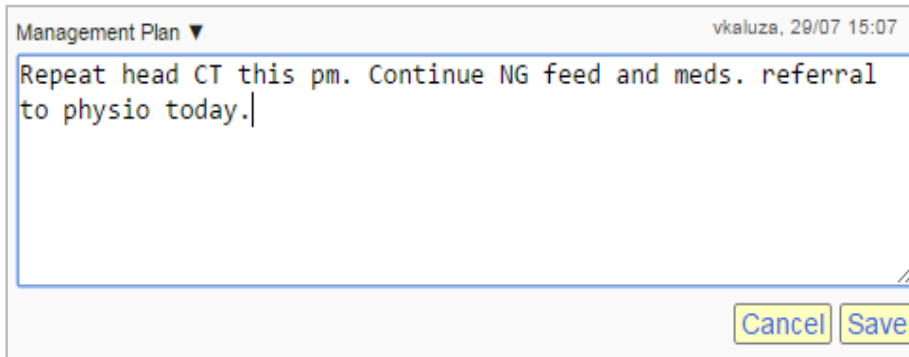 Management Plan ▼
vkaluza, 29/07 15:07
Repeat head CT this pm. Continue NG feed and meds. referral
to physio today.
Cancel
Save